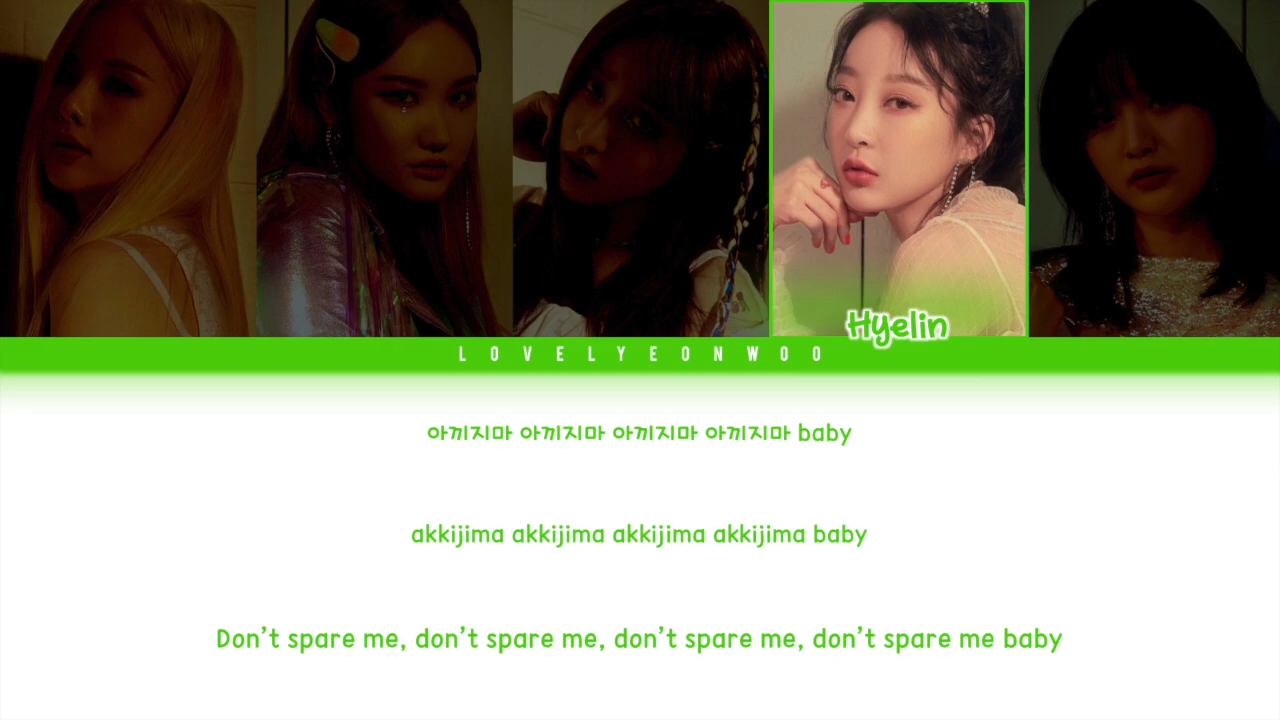 Hyelin
LOVELYEONWOO
아끼지마 아끼지마 아끼지마 아끼지마 baby
akkijima akkijima akkijima akkijima baby
Don't spare me, don't spare me, don't spare me, don't spare me baby